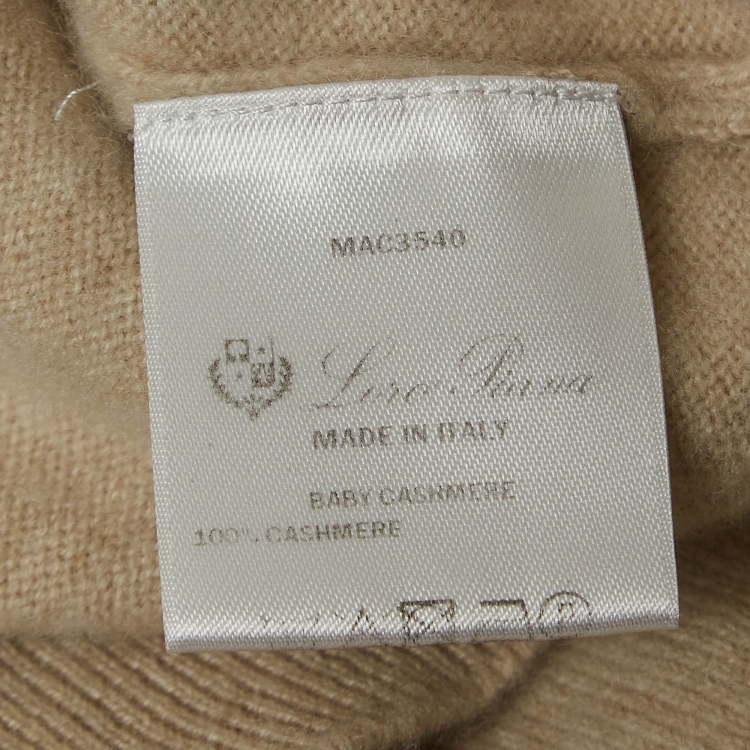 MAC3540
Loro Piana
MADE IN ITALY
BABY CASHMERE
100% CASHMERE
P